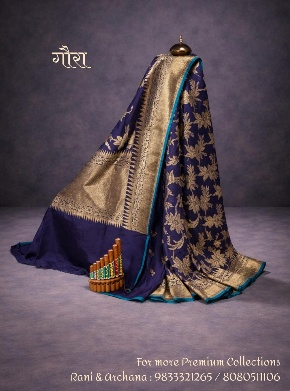 गौरा
For more Premium Collections
Rani & Archana : 9833321265 / 8080511106